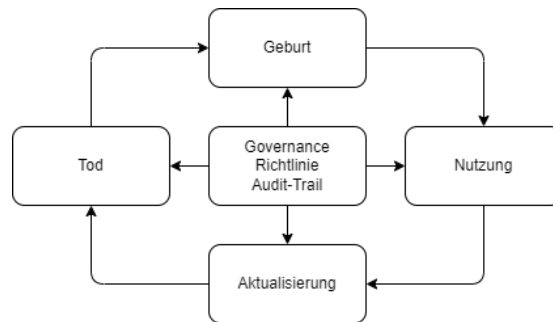 Geburt
Tod
Governance
Richtlinie
Audit-Trail
Nutzung
Aktualisierung